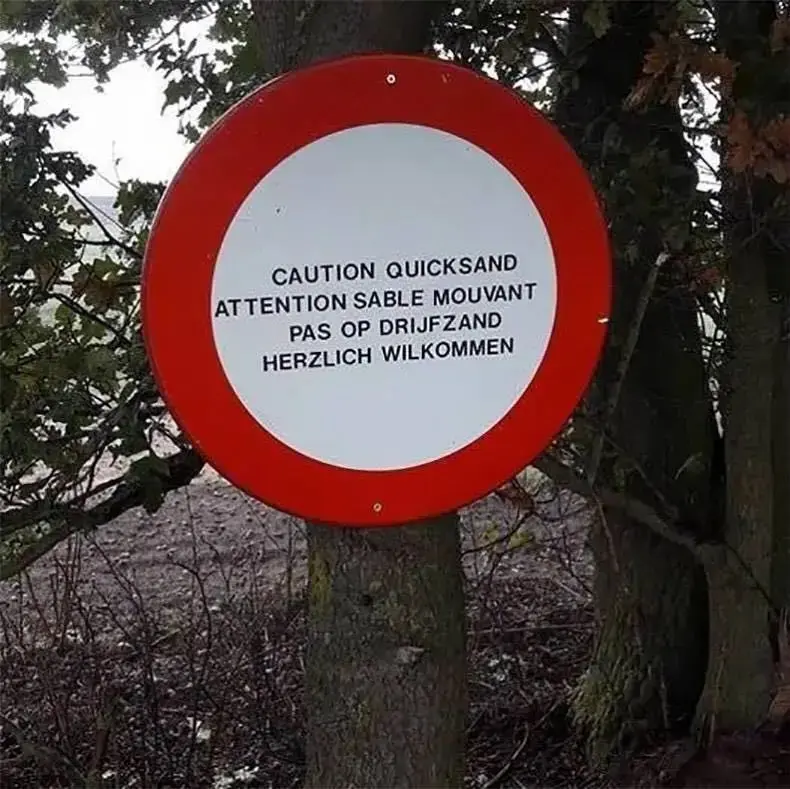 CAUTION QUICKSAND
ATTENTION SABLE MOUVANT
PAS OP DRIJFZAND
HERZLICH WILKOMMEN